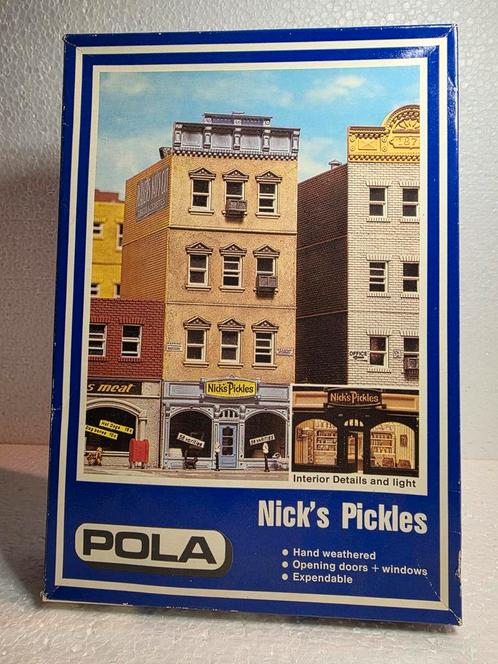 187
s meat
OFFICE
Nick's Pickles
Nick's Pickles
Interior Details and light
Nick's Pickles
POLA
• Hand weathered
• Opening doors + windows
• Expendable